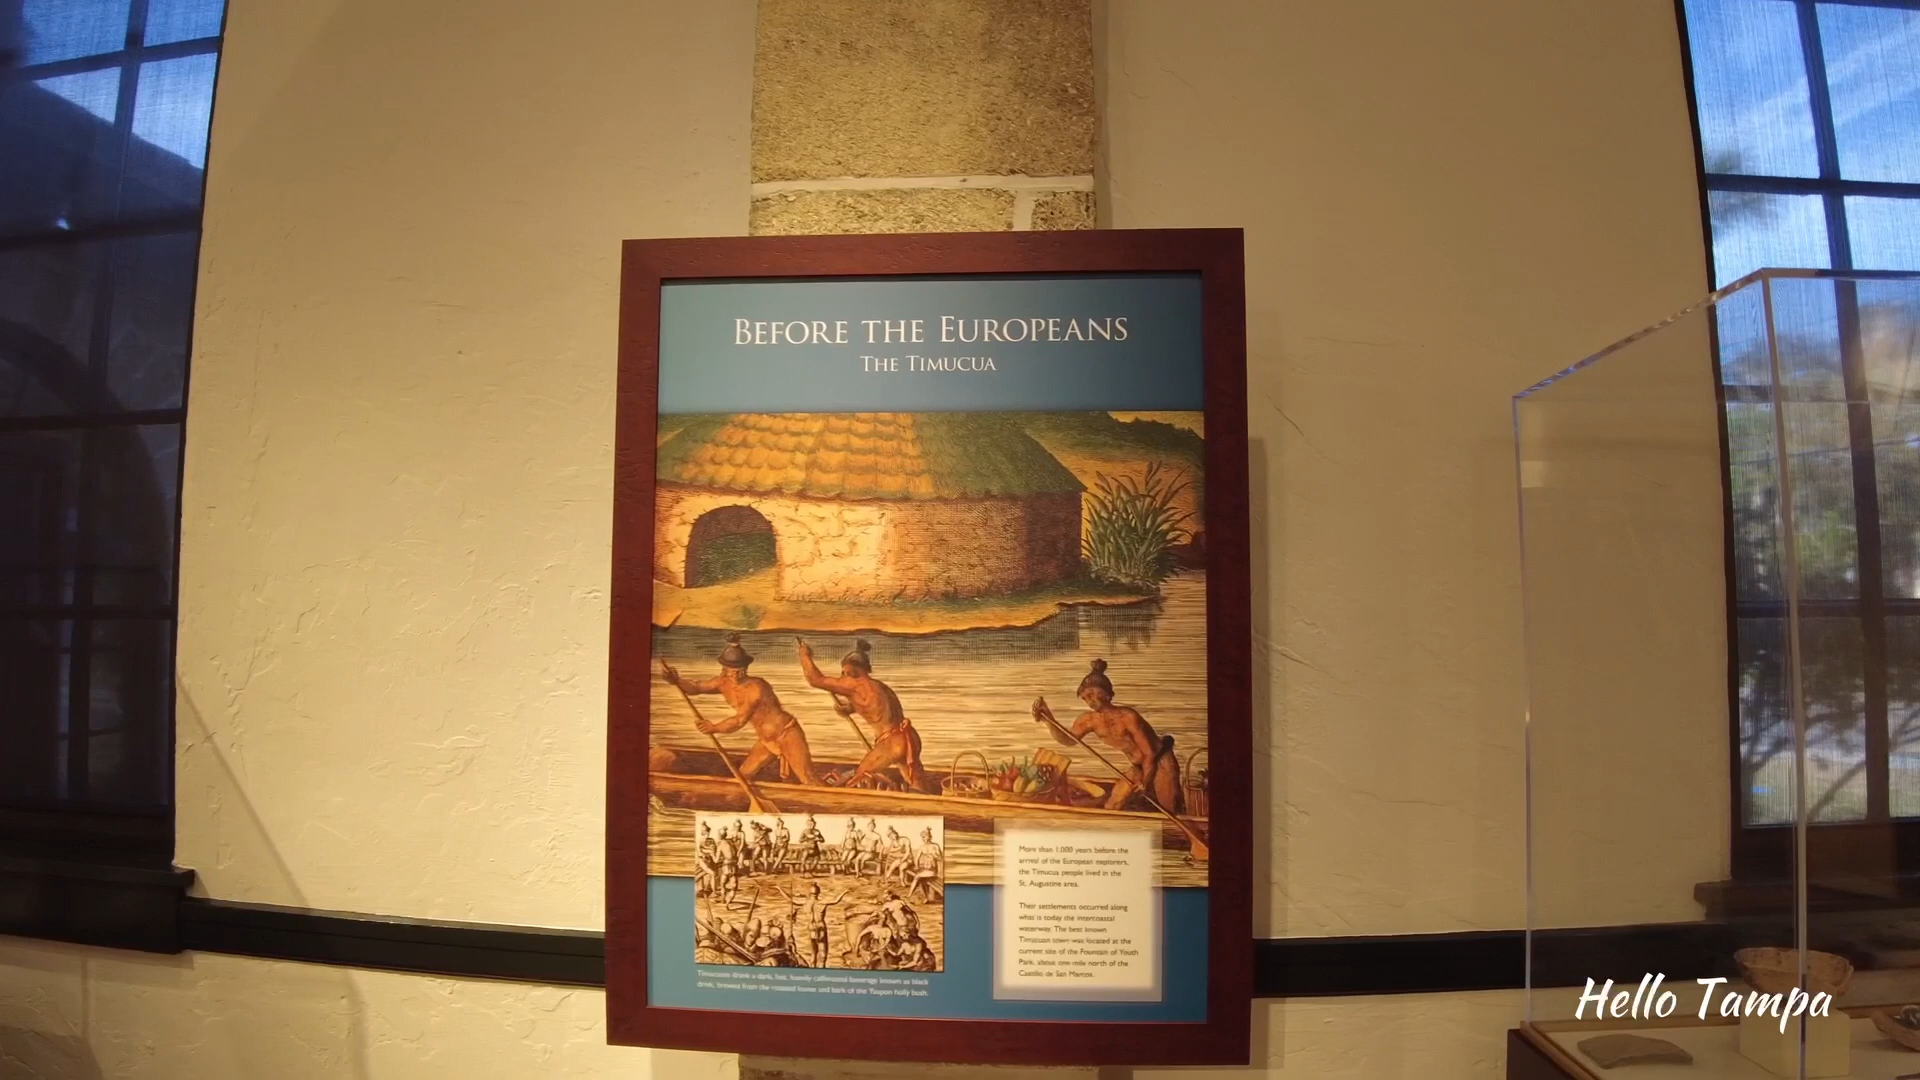 BEFORE THE EUROPEANS
THE TIMUCUA
More than 1,000 years before the
arrival of the European explorers,
the Timucua people lived in the
St. Augustine area.
Their settlements occurred along
what is today the intercoastal
waterway. The best known
Timucuan town was located at the
current site of the Fountain of Youth
Park, about one mile north of the
Castillo de San Marcos.
Timucuans drank a dark, hot, heavily caffeinated beverage known as black
drink, brewed from the roasted leaves and bark of the Yaupon holly bush.
Hello Tampa